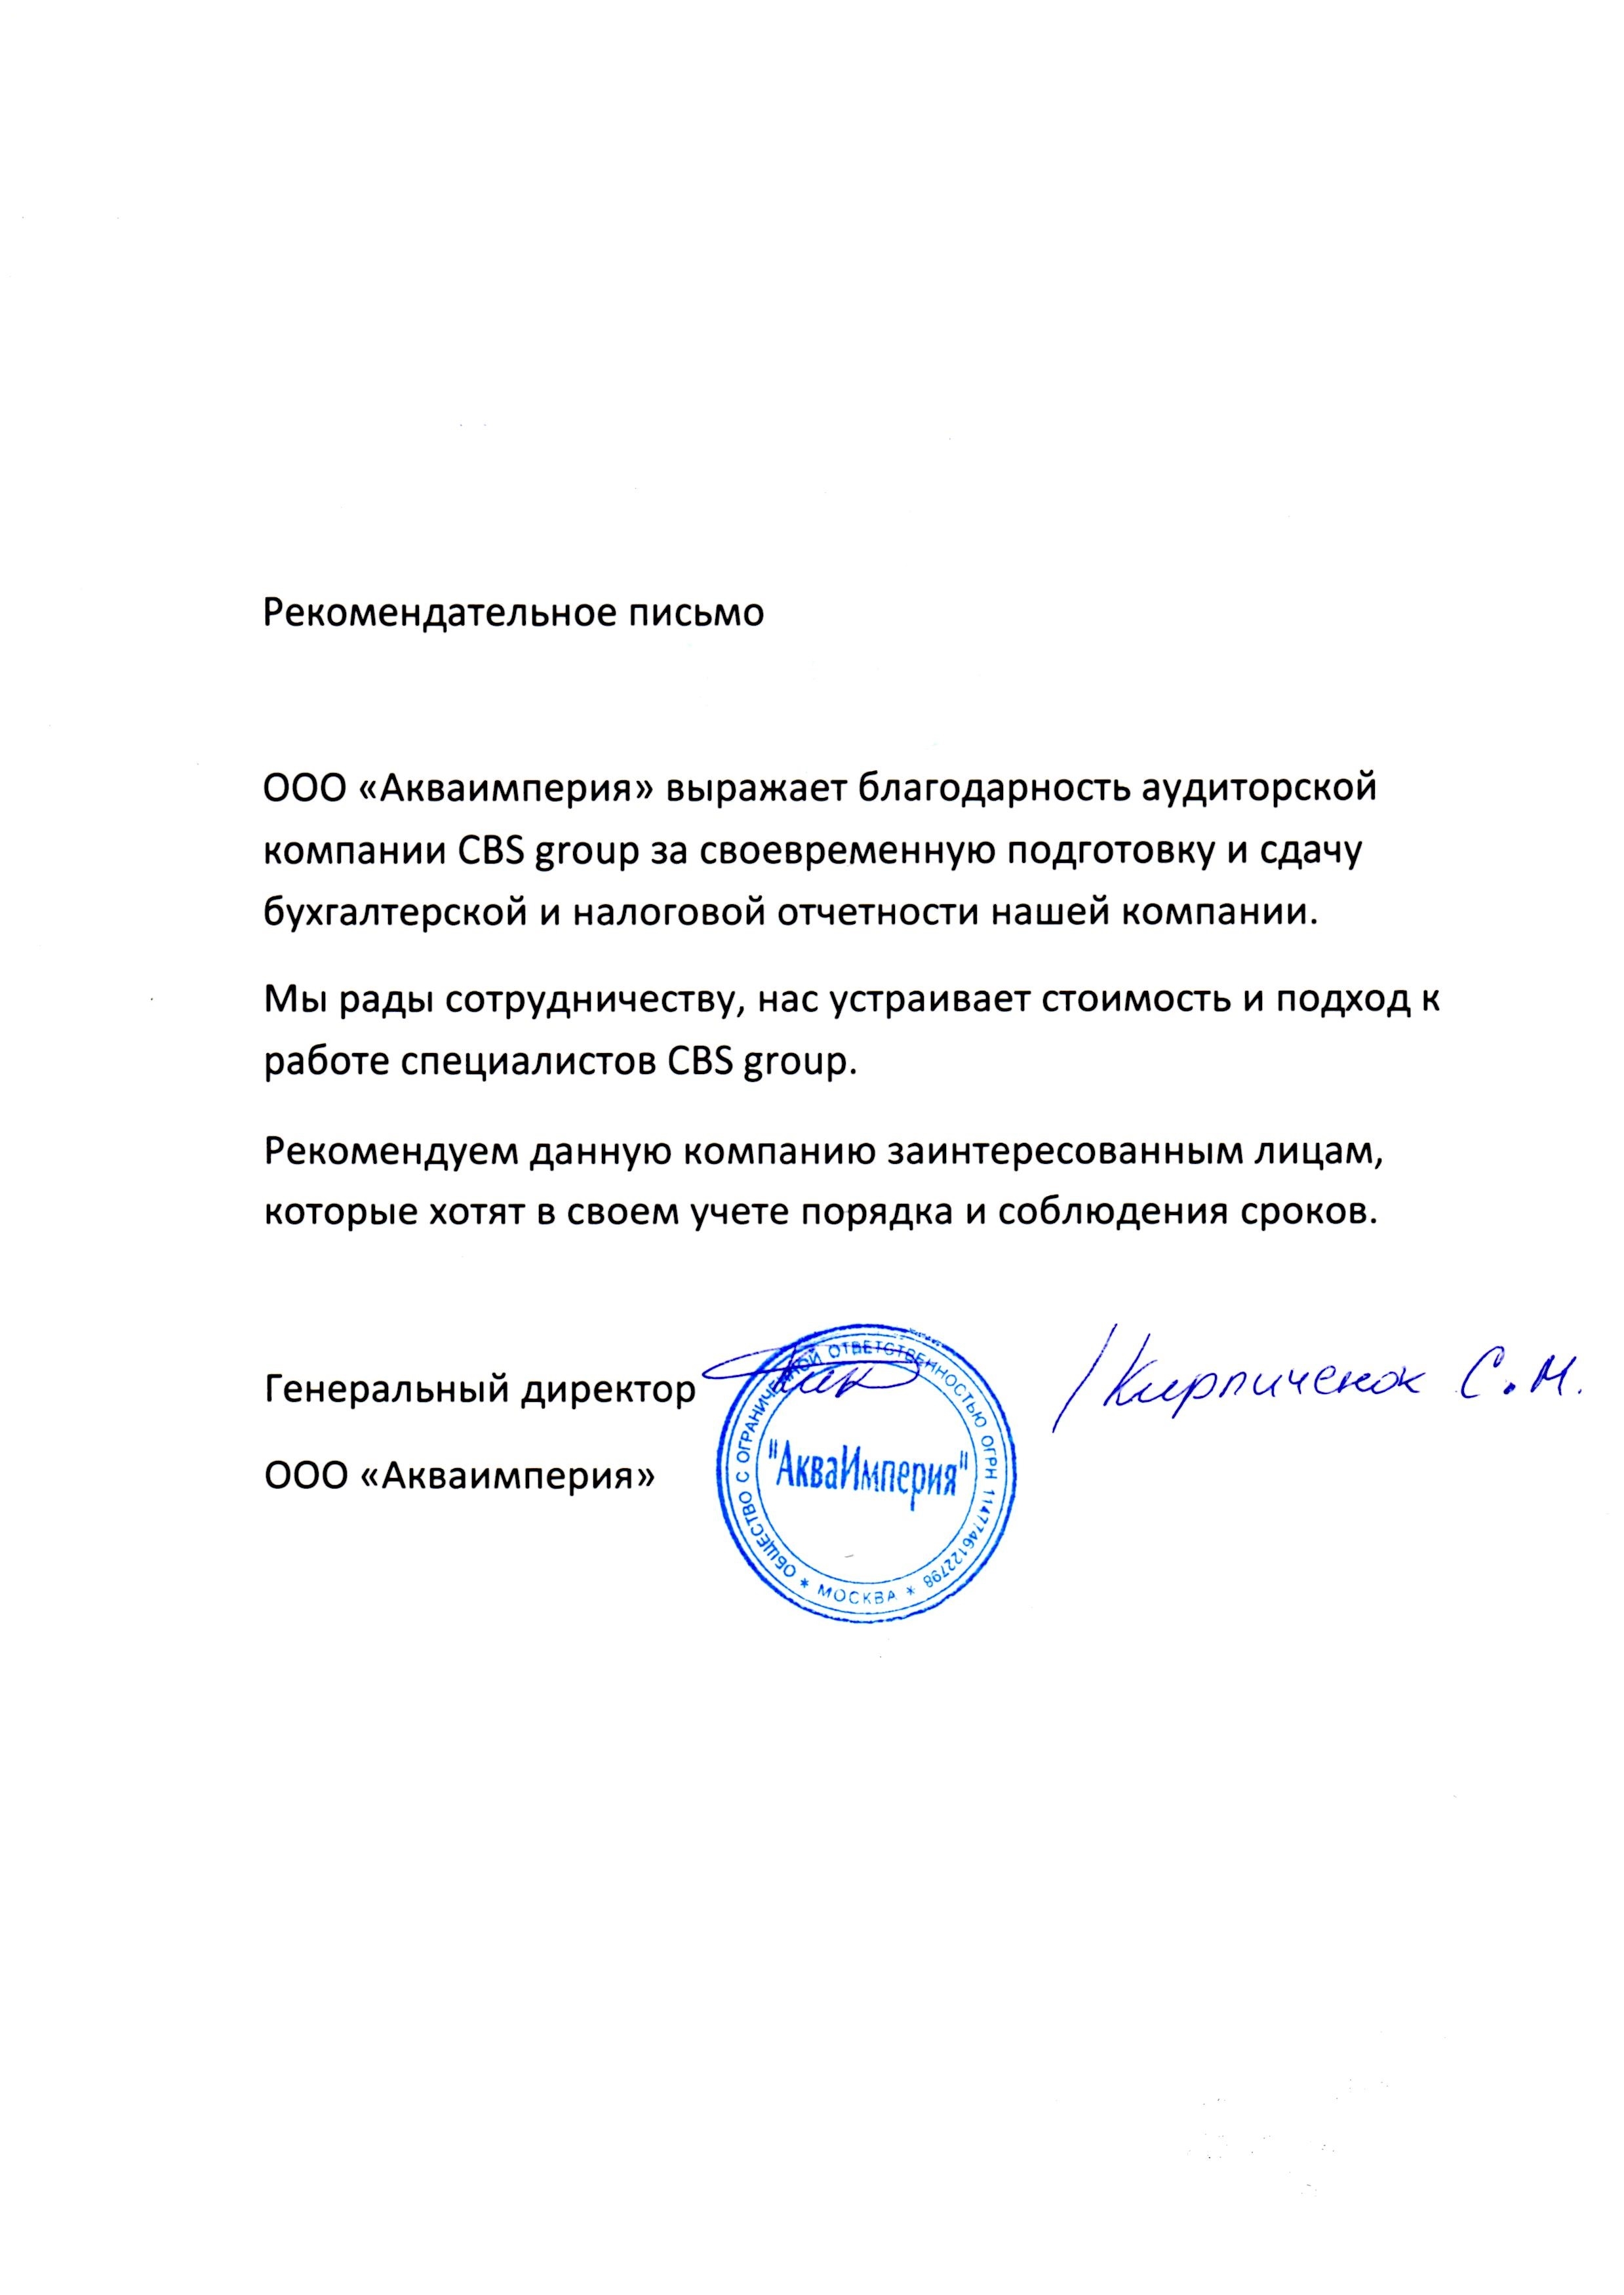 Рекомендательное письмо
ООО «Акваимперия» выражает благодарность аудиторской
компании CBS group за своевременную подготовку и сдачу
бухгалтерской и налоговой отчетности нашей компании.
Мы рады сотрудничеству, нас устраивает стоимость и подход к
работе специалистов CBS group.
Рекомендуем данную компанию заинтересованным лицам,
которые хотят в своем учете порядка и соблюдения сроков.
Генеральный директор
/Кирпиченок С.М.
ООО «Акваимперия»
ОБЩЕСТВО С ОГРАНИЧЕННОЙ ОТВЕТСТВЕННОСТЬЮ ОГРН 1147746122798
* МОСКВА *
"АкваИмперия"